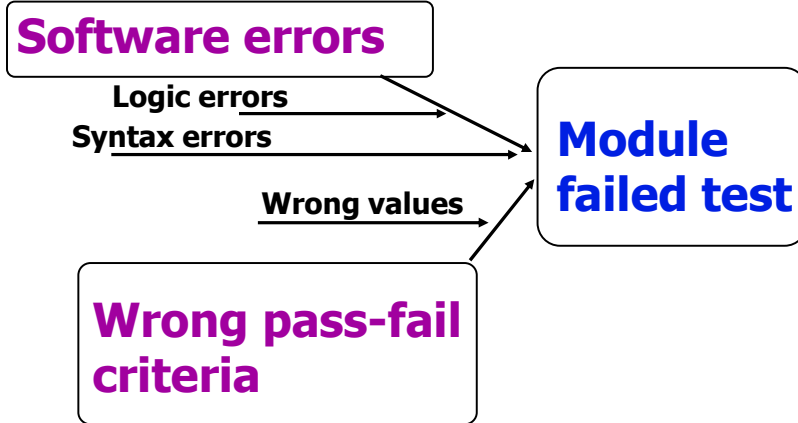 Software errors
Logic errors
Syntax errors
Module
failed test
Wrong values
Wrong pass-fail
criteria